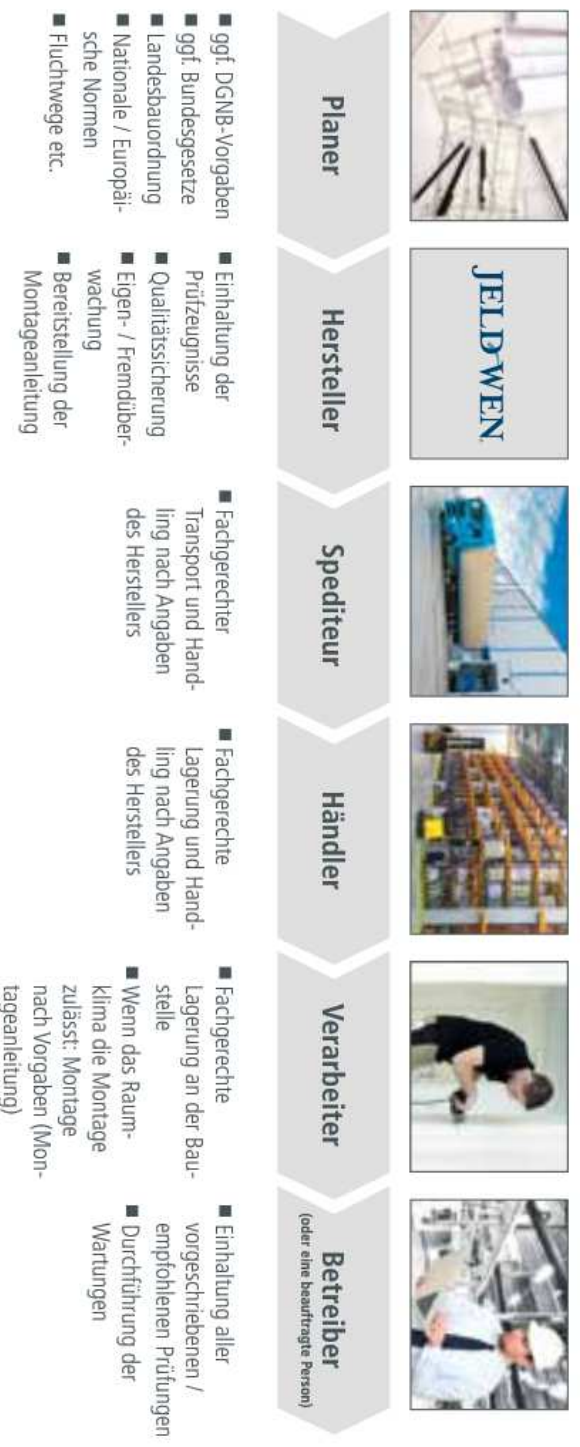 JELD-WEN
Planer
Hersteller
Spediteur
Händler
Verarbeiter
Betreiber
(oder eine beauftragte Person)
■ ggf. DGNB-Vorgaben
■ ggf. Bundesgesetze
■ Landesbauordnung
■ Nationale / Europäi-
sche Normen
■ Fluchtwege etc.
■ Einhaltung der
Prüfzeugnisse
■ Qualitätssicherung
■ Eigen- / Fremdüber-
wachung
■ Bereitstellung der
Montageanleitung
■ Fachgerechter
Transport und Hand-
ling nach Angaben
des Herstellers
■ Fachgerechte
Lagerung und Hand-
ling nach Angaben
des Herstellers
■ Fachgerechte
Lagerung an der Bau-
stelle
■ Wenn das Raum-
klima die Montage
zulässt: Montage
nach Vorgaben (Mon-
tageanleitung)
■ Einhaltung aller
vorgeschriebenen /
empfohlenen Prüfungen
■ Durchführung der
Wartungen